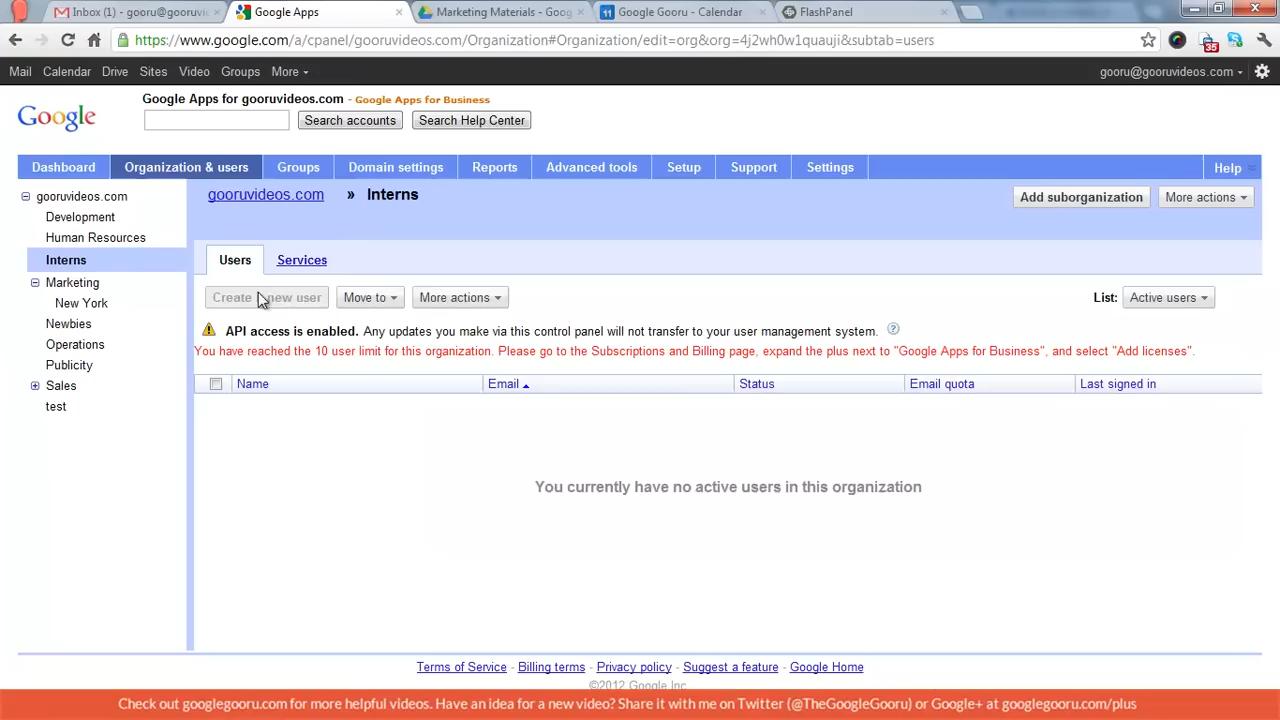 Inbox (1) - gooru@gooruvi
Google Apps
Marketing Materials - Goog
11 Google Gooru - Calendar
FlashPanel
https://www.google.com/a/cpanel/gooruvideos.com/Organization#Organization/edit=org&org=4j2wh0w1quauji&subtab=users
35
Mail Calendar Drive Sites Video Groups More
gooru@gooruvideos.com
Google
Google Apps for gooruvideos.com - Google Apps for Business
Search accounts
Search Help Center
Dashboard Organization & users Groups Domain settings Reports Advanced tools Setup Support Settings Help
gooruvideos.com
Development
Human Resources
Interns
Marketing
New York
Newbies
Operations
Publicity
Sales
test
gooruvideos.com » Interns
Add suborganization
More actions
Users Services
Create new user
Move to
More actions
List: Active users
API access is enabled. Any updates you make via this control panel will not transfer to your user management system. ?
You have reached the 10 user limit for this organization. Please go to the Subscriptions and Billing page, expand the plus next to "Google Apps for Business", and select "Add licenses".
Name Email Status Email quota Last signed in
You currently have no active users in this organization
Terms of Service - Billing terms - Privacy policy - Suggest a feature - Google Home
©2012 Google Inc.
Check out googlegooru.com for more helpful videos. Have an idea for a new video? Share it with me on Twitter (@TheGoogleGooru) or Google+ at googlegooru.com/plus